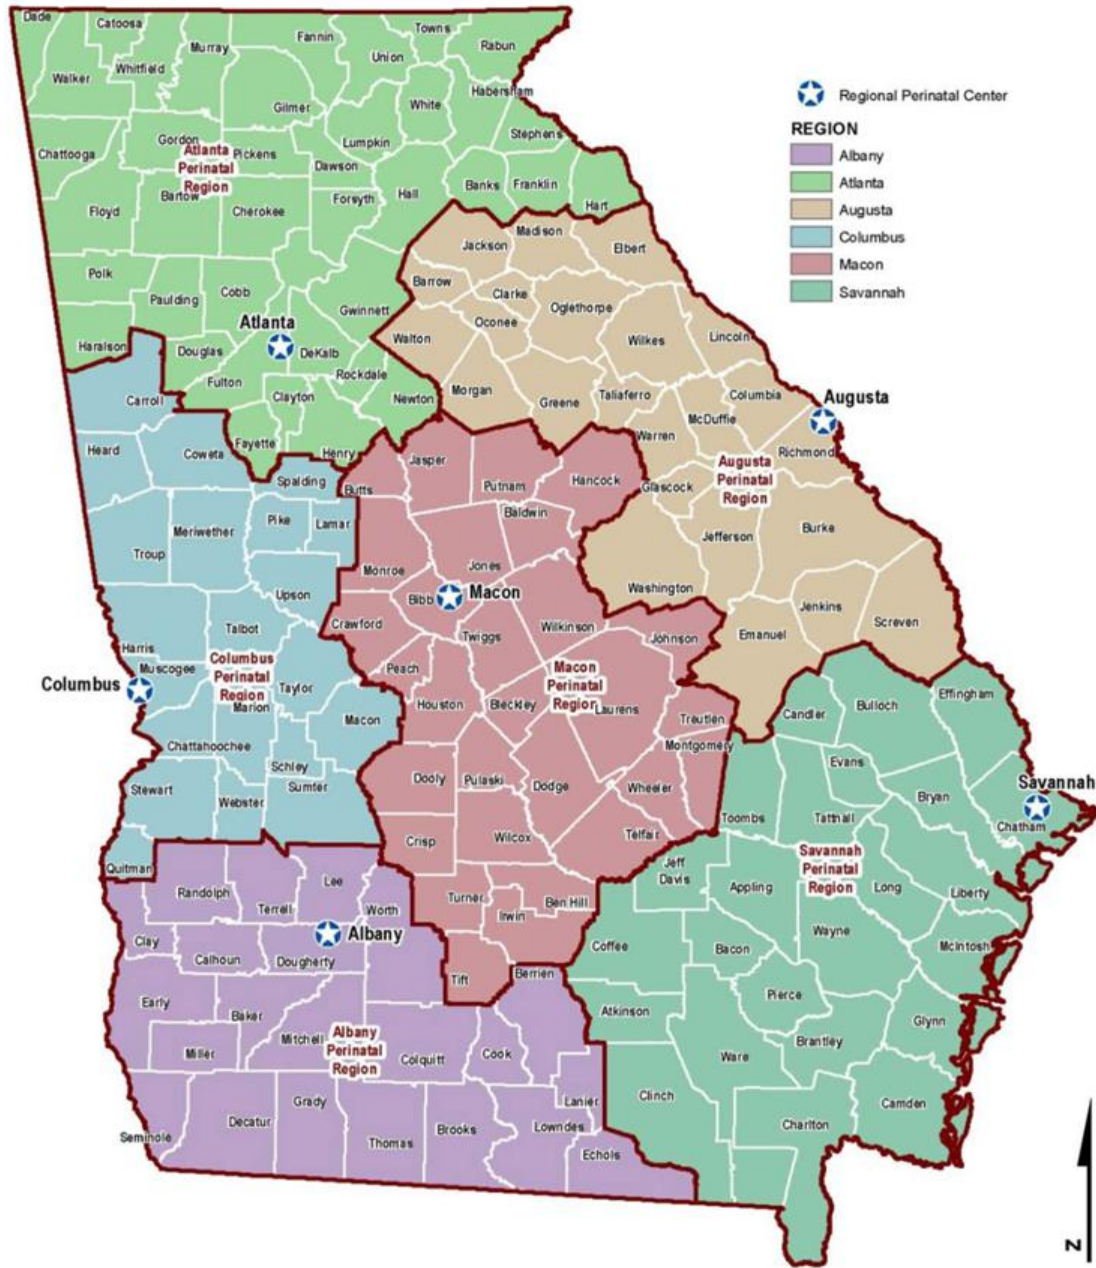 Dade
Catoosa
Fannin
Towns
Murray
Union
Rabun
Walker
Whitfield
Gilmer
White
Habersham
Regional Perinatal Center
REGION
Albany
Atlanta
Augusta
Columbus
Macon
Savannah
Chattooga
Gordon
Atlanta
Perinatal
Region
Pickens
Lumpkin
Dawson
Stephens
Floyd
Bartow
Cherokee
Forsyth
Hall
Banks
Franklin
Hart
Polk
Paulding
Cobb
Gwinnett
Jackson
Madison
Elbert
Barrow
Clarke
Oglethorpe
Oconee
Walton
Wilkes
Lincoln
Haralson
Douglas
Atlanta
DeKalb
Fulton
Rockdale
Clayton
Newton
Morgan
Greene
Taliaferro
Columbia
Augusta
McDuffie
Warren
Richmond
Carroll
Fayette
Henry
Heard
Coweta
Spalding
Butts
Jasper
Putnam
Hancock
Glascock
Augusta
Perinatal
Region
Baldwin
Jefferson
Burke
Troup
Meriwether
Pike
Lamar
Monroe
Jones
Upson
Bibb
Macon
Washington
Jenkins
Screven
Emanuel
Crawford
Twiggs
Wilkinson
Johnson
Harris
Talbot
Muscogee
Columbus
Columbus
Perinatal
Region
Marion
Taylor
Peach
Houston
Bleckley
Macon
Perinatal
Region
Laurens
Treutlen
Montgomery
Macon
Chattahoochee
Schley
Stewart
Webster
Sumter
Dooly
Pulaski
Dodge
Wheeler
Candler
Bulloch
Effingham
Evans
Bryan
Savannah
Chatham
Toombs
Tattnall
Crisp
Wilcox
Telfair
Quitman
Savannah
Perinatal
Region
Jeff
Davis
Appling
Long
Liberty
Randolph
Lee
Terrell
Worth
Turner
Irwin
Ben Hill
Clay
Albany
Calhoun
Dougherty
Coffee
Bacon
Wayne
McIntosh
Tift
Berrien
Early
Baker
Mitchell
Albany
Perinatal
Region
Miller
Colquitt
Cook
Atkinson
Pierce
Brantley
Glynn
Ware
Clinch
Camden
Charlton
Seminole
Decatur
Grady
Thomas
Brooks
Lanier
Lowndes
Echols
N